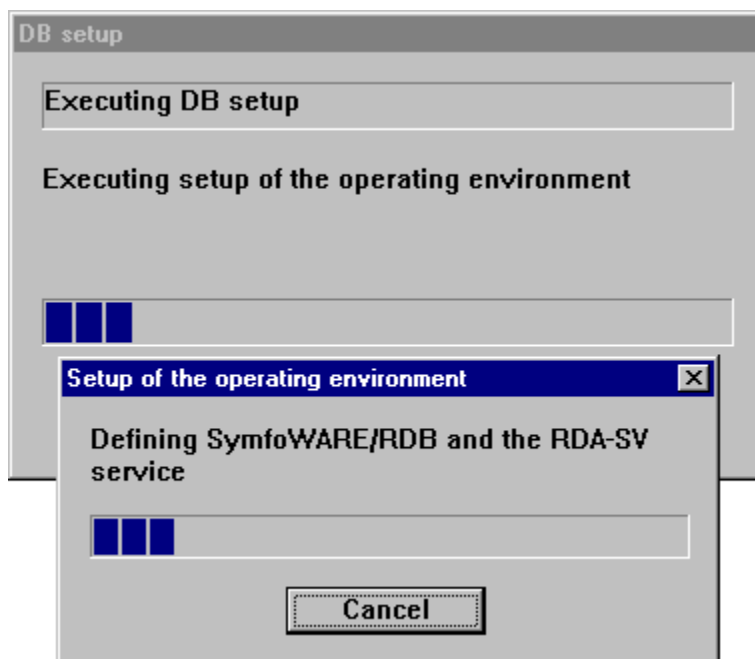 DB setup
Executing DB setup
Executing setup of the operating environment
Setup of the operating environment
Defining SymfoWARE/RDB and the RDA-SV
service
Cancel